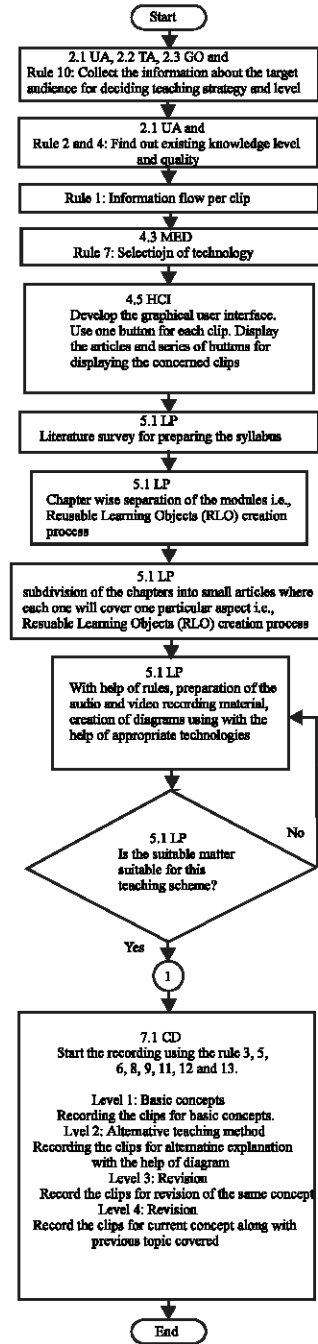 Start
2.1 UA, 2.2 TA, 2.3 GO and
Rule 10: Collect the information about the target
audience for deciding teaching strategy and level
2.1 UA and
Rule 2 and 4: Find out existing knowledge level
and quality
Rule 1: Information flow per clip
4.3 MED
Rule 7: Selectiojn of technology
4.5 HCI
Develop the graphical user interface.
Use one button for each clip. Display
the articles and series of buttons for
displaying the concerned clips
5.1 LP
Literature survey for preparing the syllabus
5.1 LP
Chapter wise separation of the modules i.e.,
Reusable Learning Objects (RLO) creation
process
5.1 LP
subdivision of the chapters into small articles where
each one will cover one particular aspect i.e.,
Resuable Learning Objects (RLO) creation process
5.1 LP
With help of rules, preparation of the
audio and video recording material,
creation of diagrams using with the
help of appropriate technologies
5.1 LP
Is the suitable matter
suitable for this
teaching scheme?
No
Yes
1
7.1 CD
Start the recording using the rule 3, 5,
6, 8, 9, 11, 12 and 13.
Level 1: Basic concepts
Recording the clips for basic concepts.
Lvel 2: Alternative teaching method
Recording the clips for alternatine explanation
with the help of diagram
Level 3: Revision
Record the clips for revision of the same concept
Level 4: Revision
Record the clips for current concept along with
previous topic covered
End